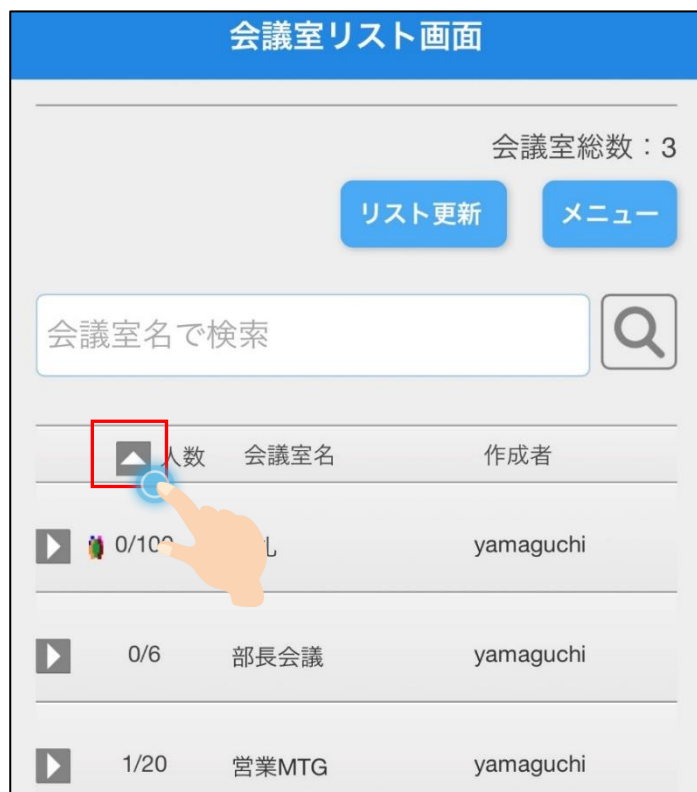 会議室リスト画面
会議室総数：3
リスト更新 メニュー
会議室名で検索
人数 会議室名 作成者
0/100 yamaguchi
0/6 部長会議 yamaguchi
1/20 営業MTG yamaguchi